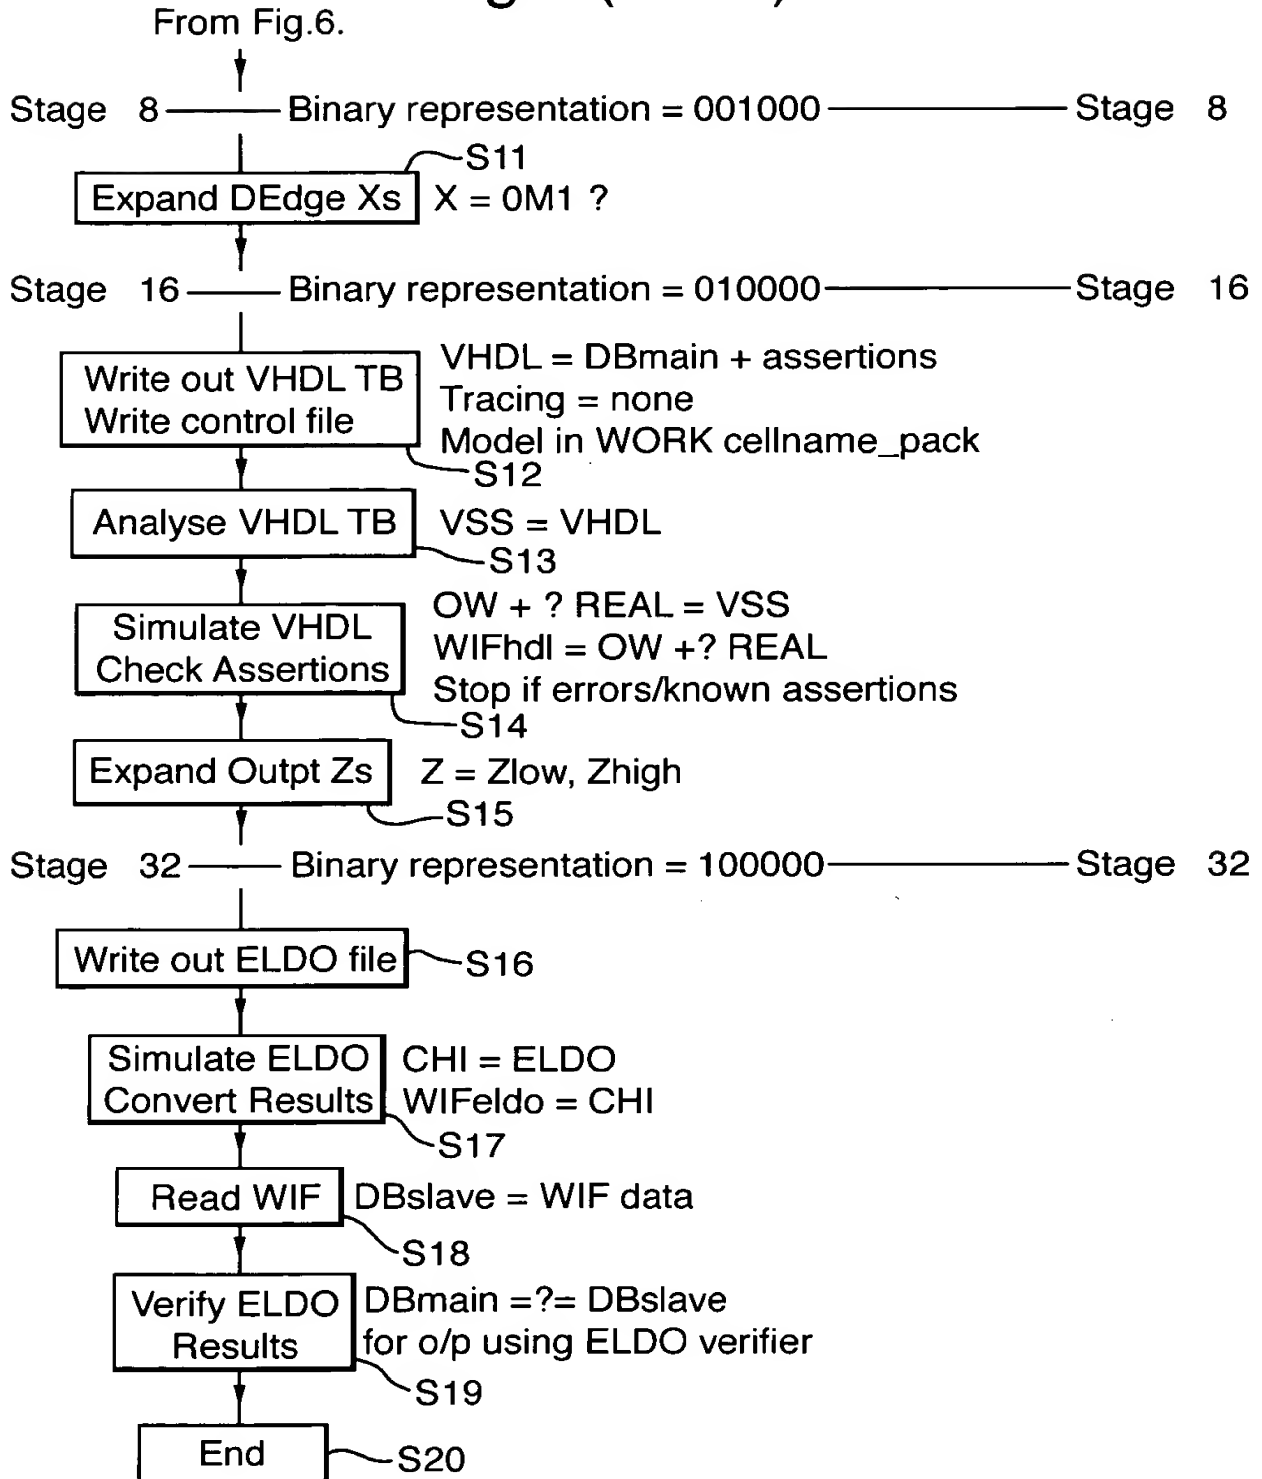 From Fig.6.
Stage 8 Binary representation = 001000 Stage 8
S11
Expand DEdge Xs X = 0M1 ?
Stage 16 Binary representation = 010000 Stage 16
Write out VHDL TB
Write control file
VHDL = DBmain + assertions
Tracing = none
Model in WORK cellname_pack
S12
Analyse VHDL TB VSS = VHDL
S13
Simulate VHDL
Check Assertions
OW + ? REAL = VSS
WIFhdl = OW +? REAL
Stop if errors/known assertions
S14
Expand Outpt Zs Z = Zlow, Zhigh
S15
Stage 32 Binary representation = 100000 Stage 32
Write out ELDO file S16
Simulate ELDO
Convert Results
CHI = ELDO
WIFeldo = CHI
S17
Read WIF DBslave = WIF data
S18
Verify ELDO
Results
DBmain =?= DBslave
for o/p using ELDO verifier
S19
End S20